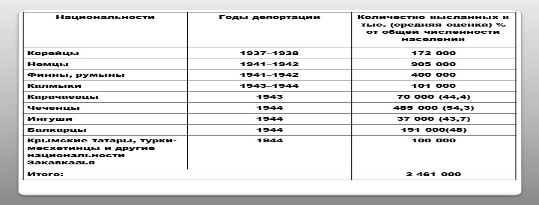 Национальности Годы депортации Количество высланных в
тыс. (средняя оценка) %
от общей численности
населения
Корейцы 1937–1938 172 000
Немцы 1941–1942 905 000
Финны, румыны 1941–1942 400 000
Калмыки 1943–1944 101 000
Карачаевцы 1943 70 000 (44,4)
Чеченцы 1944 485 000 (54,3)
Ингуши 1944 37 000 (43,7)
Балкарцы 1944 191 000(48)
Крымские татары, турки- 1944 100 000
месхетинцы и другие
национальности
Закавказья
Итого: 2 461 000